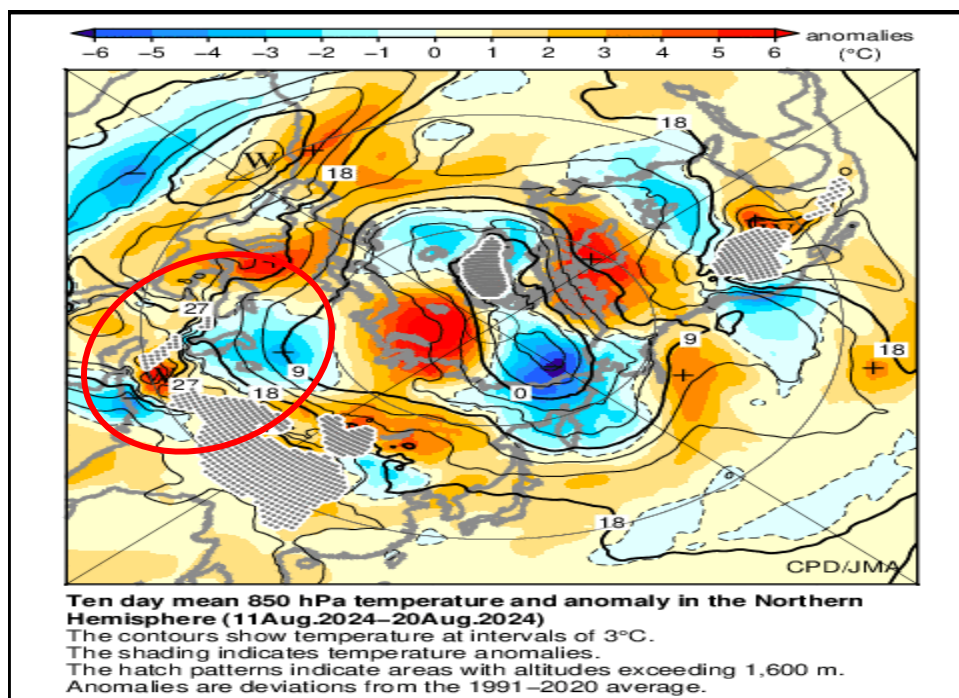 −6 −5 −4 −3 −2 −1 0 1 2 3 4 5 6 anomalies
(°C)
18
W
18
27
9
27
18
9
0
18
18
CPD/JMA
Ten day mean 850 hPa temperature and anomaly in the Northern
Hemisphere (11Aug.2024−20Aug.2024)
The contours show temperature at intervals of 3°C.
The shading indicates temperature anomalies.
The hatch patterns indicate areas with altitudes exceeding 1,600 m.
Anomalies are deviations from the 1991−2020 average.